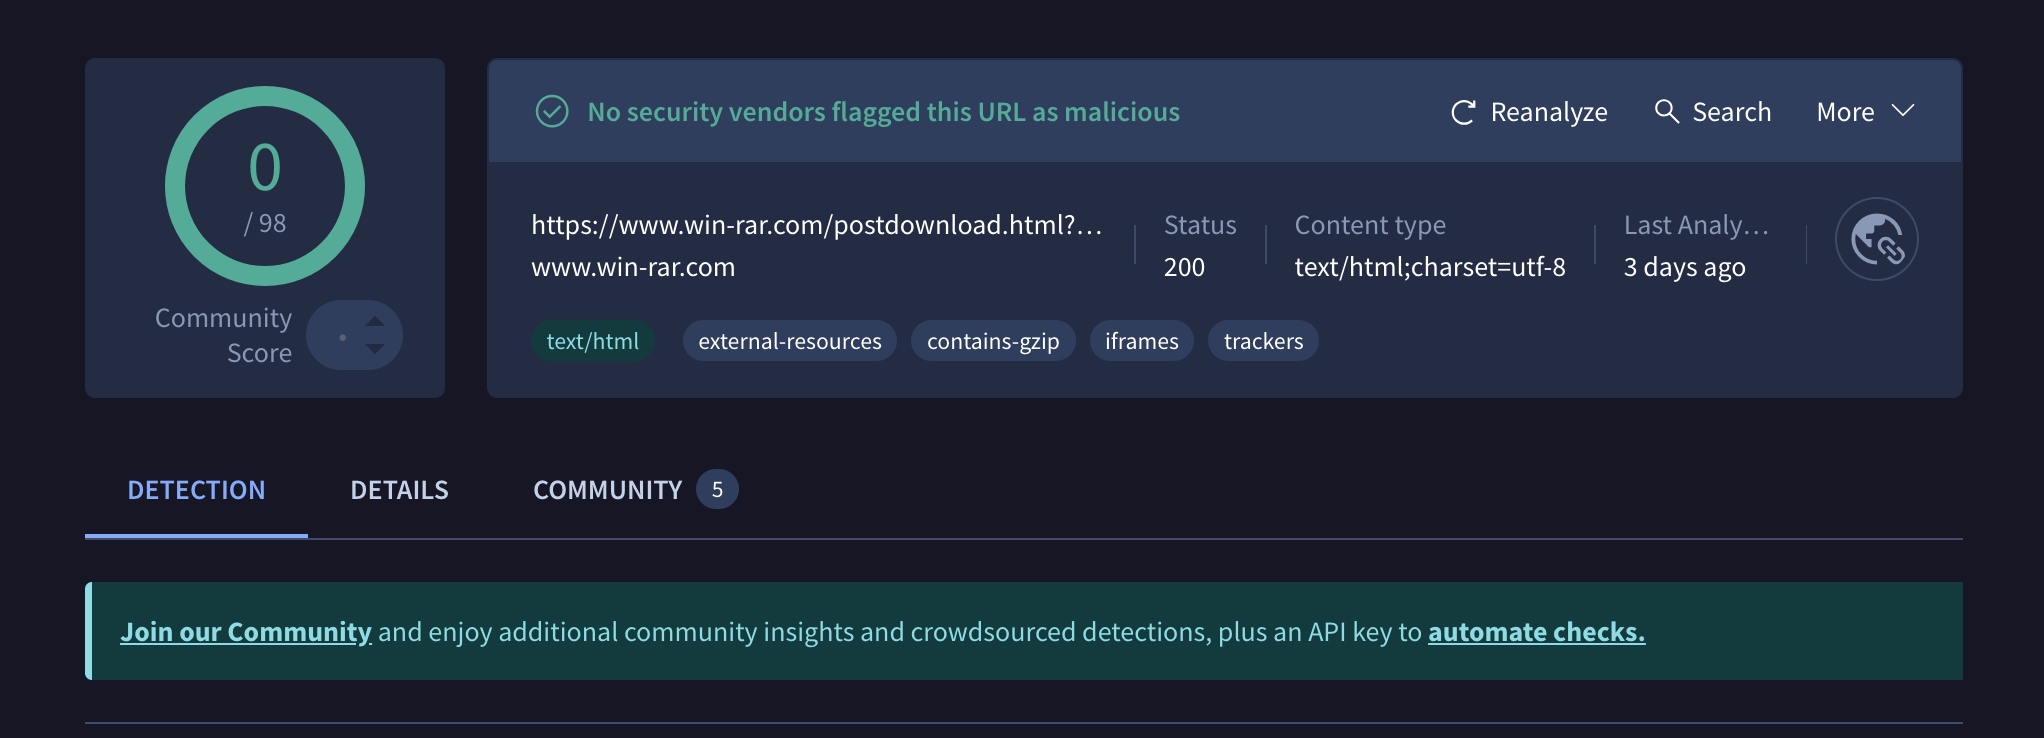 0
/ 98
Community
Score
No security vendors flagged this URL as malicious
Reanalyze
Search
More
https://www.win-rar.com/postdownload.html?…
www.win-rar.com
Status
200
Content type
text/html;charset=utf-8
Last Analy…
3 days ago
text/html
external-resources
contains-gzip
iframes
trackers
DETECTION
DETAILS
COMMUNITY 5
Join our Community and enjoy additional community insights and crowdsourced detections, plus an API key to automate checks.